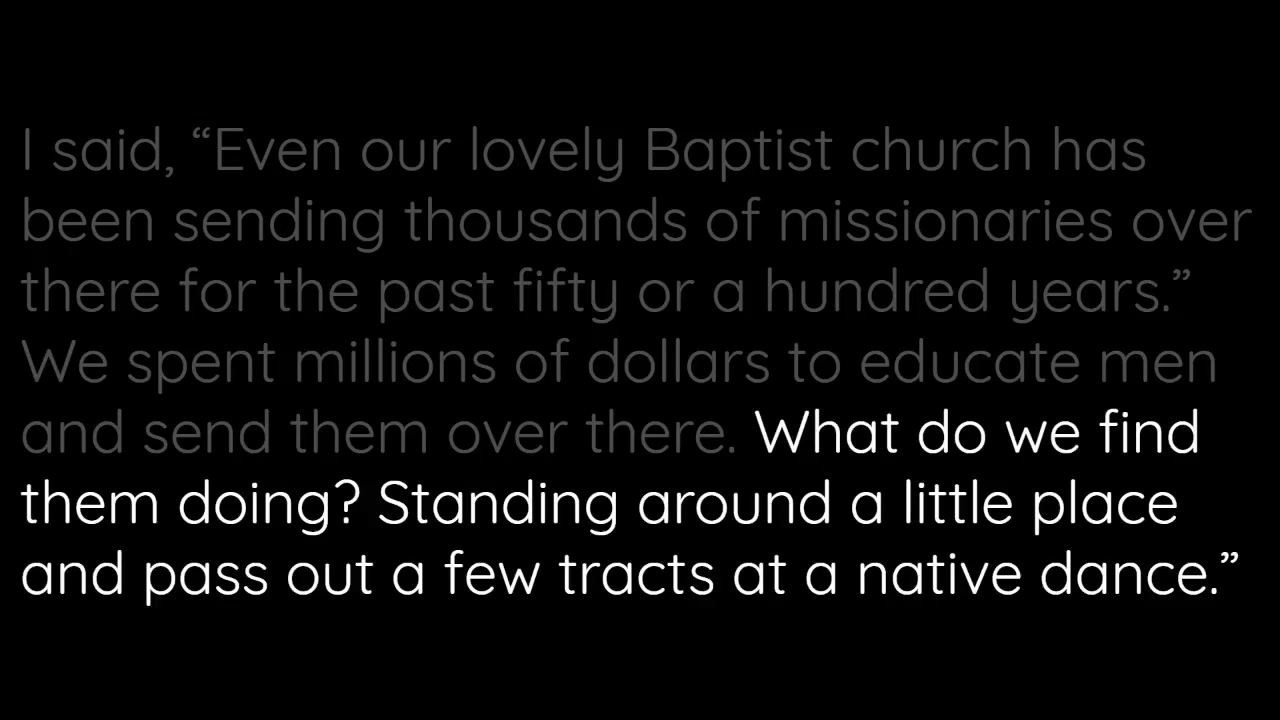 I said, “Even our lovely Baptist church has
been sending thousands of missionaries over
there for the past fifty or a hundred years.”
We spent millions of dollars to educate men
and send them over there. What do we find
them doing? Standing around a little place
and pass out a few tracts at a native dance.”